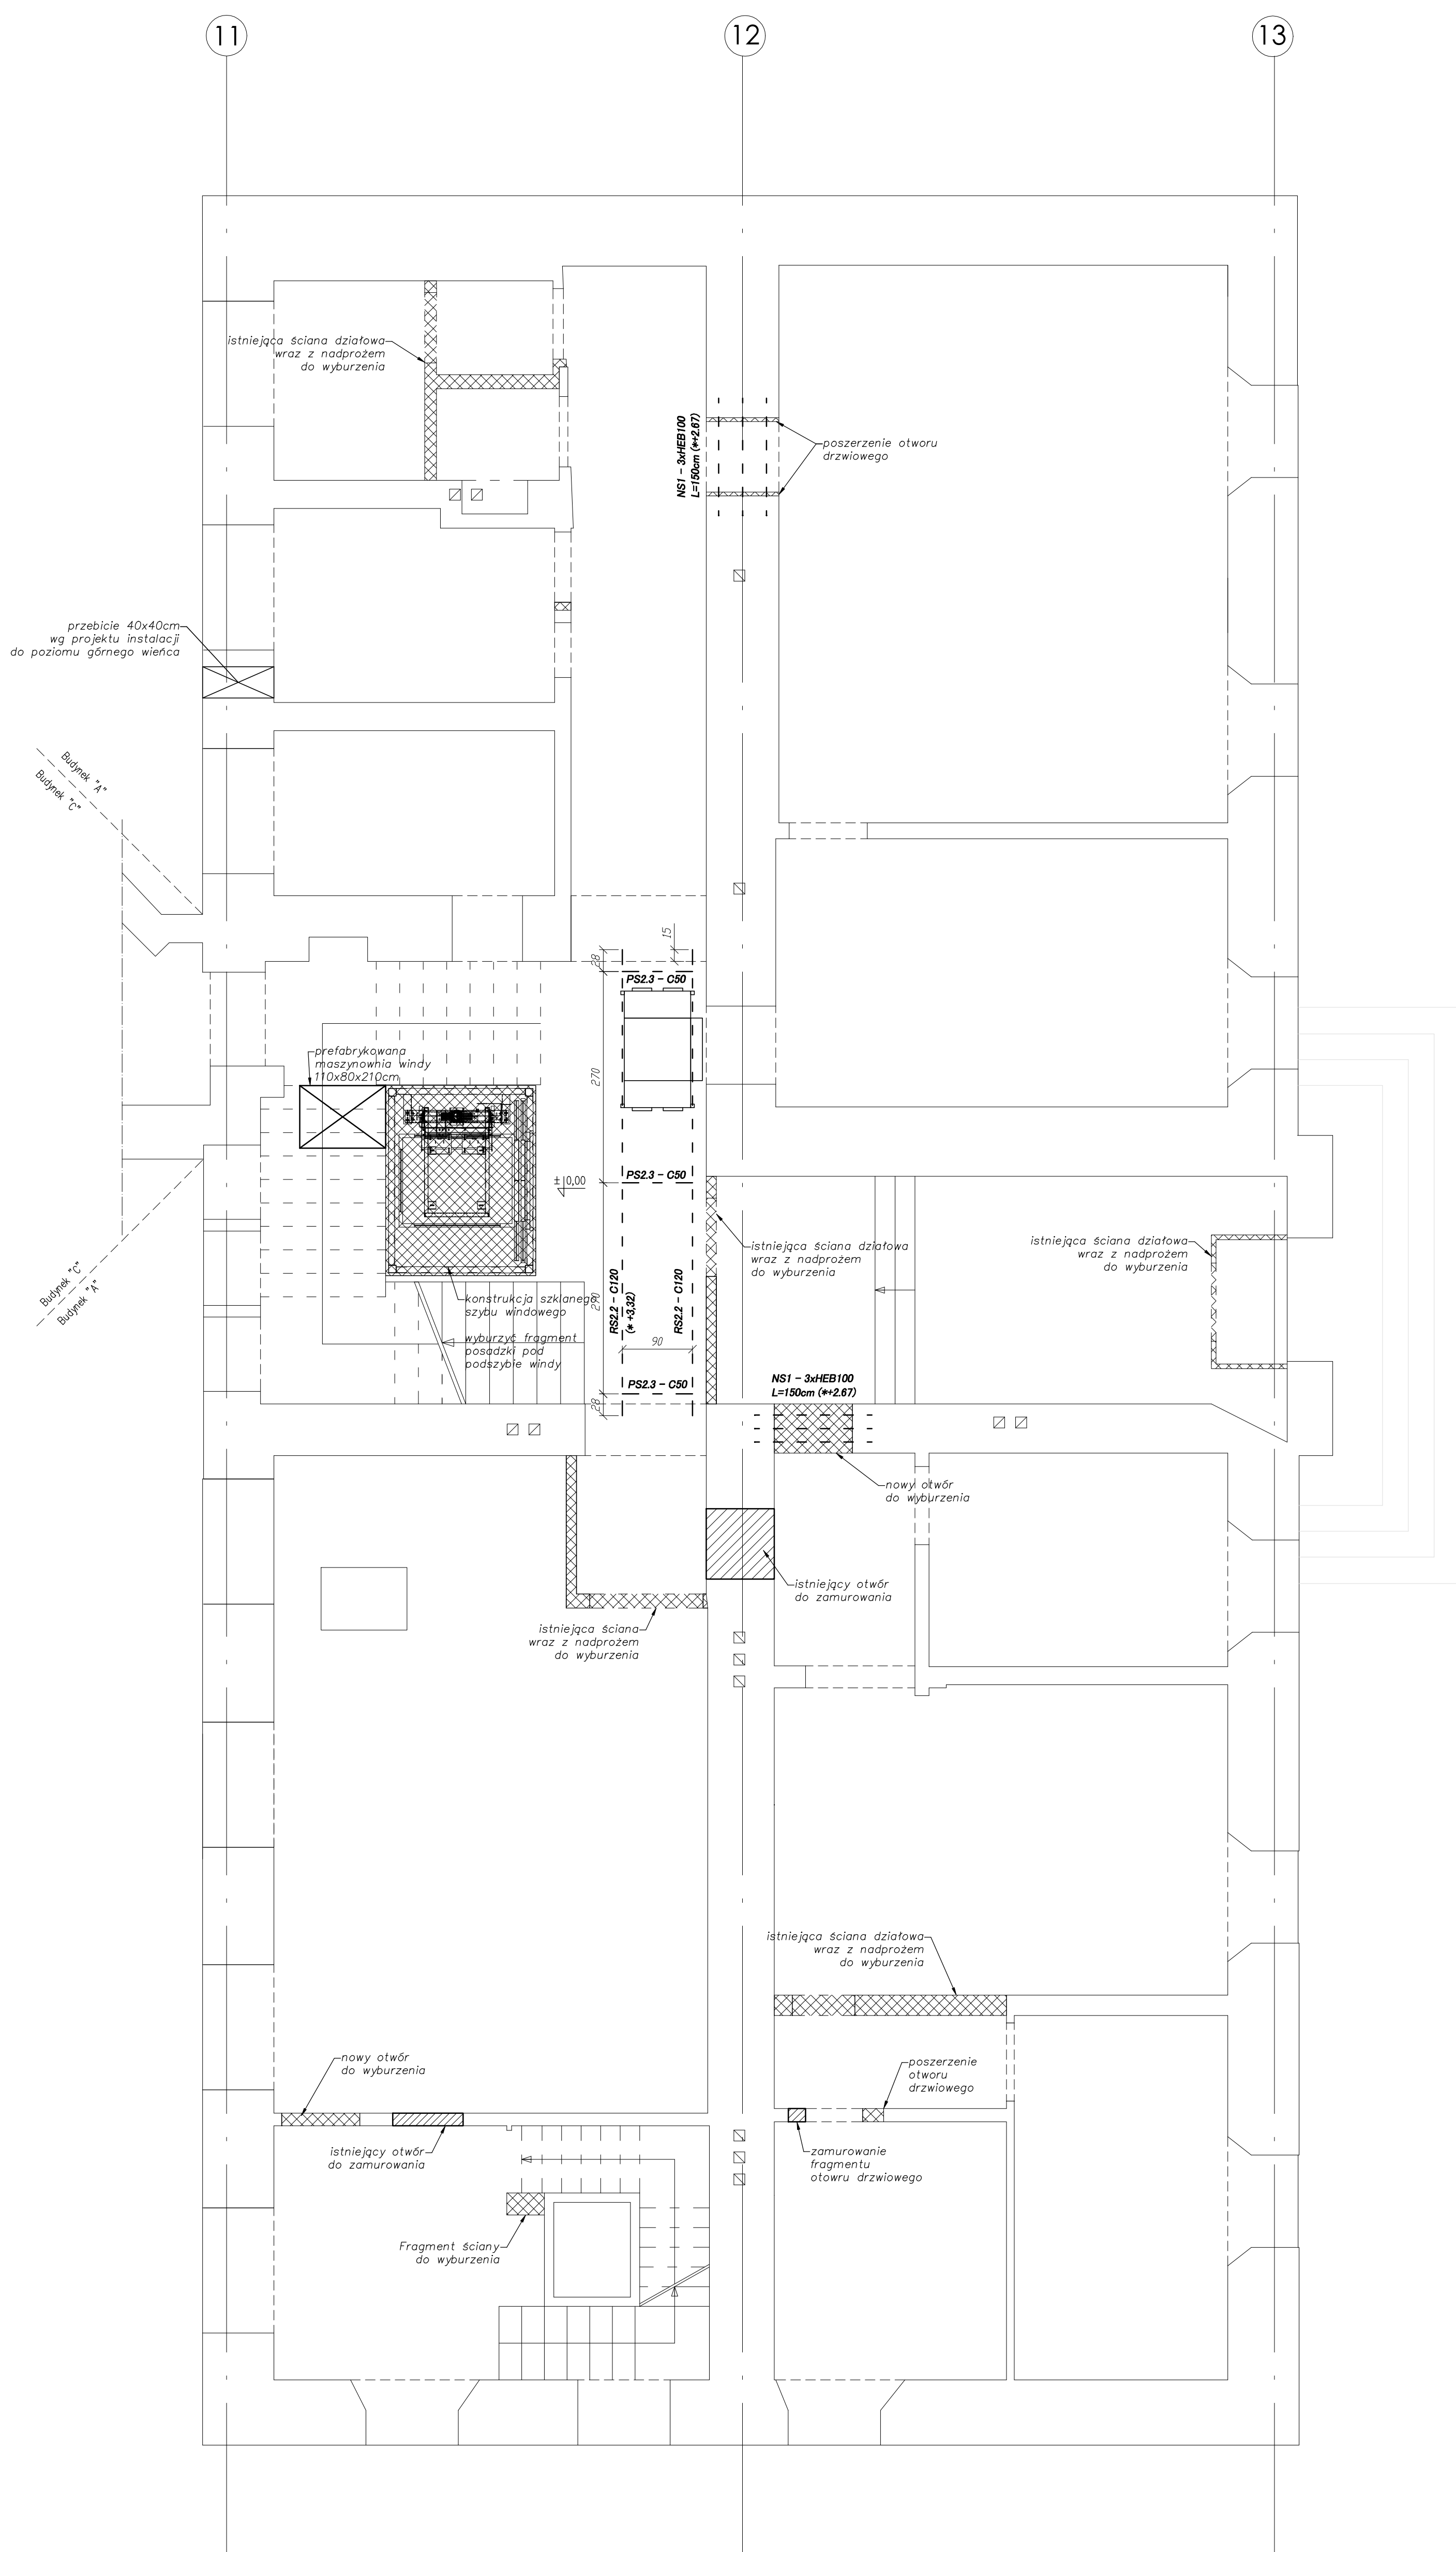 11
12
13
istniejąca ściana działowa
wraz z nadprożem
do wyburzenia
NS1 - 3xHEB100
L=150cm (*+2.67)
poszerzenie otworu
drzwiowego
przebicie 40x40cm
wg projektu instalacji
do poziomu górnego wieńca
Budynek "A"
Budynek "C"
15
28
PS2.3 - C50
270
prefabrykowana
maszynownia windy
110x80x210cm
PS2.3 - C50
± 0,00
istniejąca ściana działowa
wraz z nadprożem
do wyburzenia
istniejąca ściana działowa
wraz z nadprożem
do wyburzenia
Budynek "C"
Budynek "A"
konstrukcja szklanego
szybu windowego
270
RS2.2 - C120
(* +3,32)
RS2.2 - C120
wyburzyć fragment
posadzki pod
podszybie windy
90
PS2.3 - C50
28
NS1 - 3xHEB100
L=150cm (*+2.67)
nowy otwór
do wyburzenia
istniejący otwór
do zamurowania
istniejąca ściana
wraz z nadprożem
do wyburzenia
istniejąca ściana działowa
wraz z nadprożem
do wyburzenia
nowy otwór
do wyburzenia
poszerzenie
otworu
drzwiowego
istniejący otwór
do zamurowania
zamurowanie
fragmentu
otowru drzwiowego
Fragment ściany
do wyburzenia